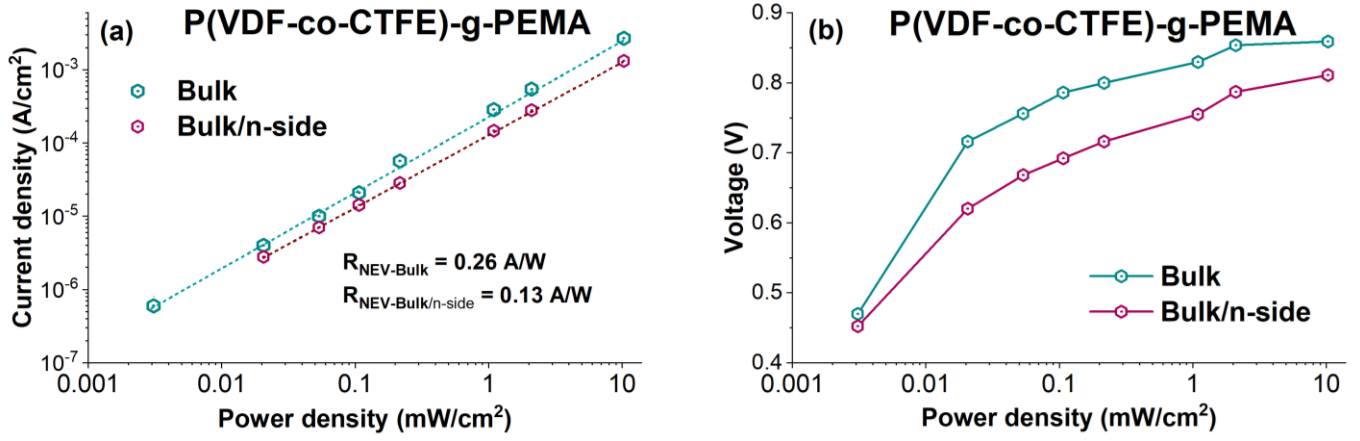 (a) P(VDF-co-CTFE)-g-PEMA
Current density (A/cm²)
10⁻³
10⁻⁴
10⁻⁵
10⁻⁶
10⁻⁷
Bulk
Bulk/n-side
R_NEV-Bulk = 0.26 A/W
R_NEV-Bulk/n-side = 0.13 A/W
0.001 0.01 0.1 1 10
Power density (mW/cm²)
(b) P(VDF-co-CTFE)-g-PEMA
Voltage (V)
0.9
0.8
0.7
0.6
0.5
0.4
Bulk
Bulk/n-side
0.001 0.01 0.1 1 10
Power density (mW/cm²)